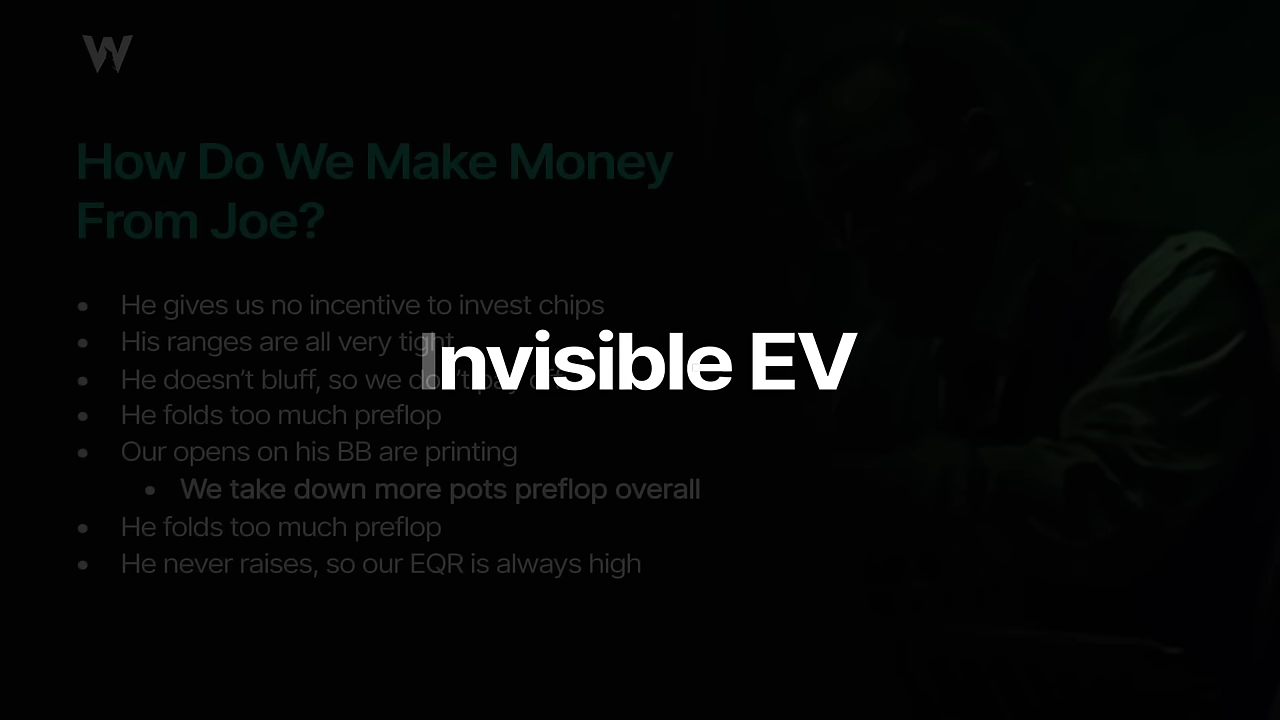 W
How Do We Make Money
From Joe?
• He gives us no incentive to invest chips
• His ranges are all very tight
Invisible EV
• He doesn't bluff, so we don't pay off
• He folds too much preflop
• Our opens on his BB are printing
• We take down more pots preflop overall
• He folds too much preflop
• He never raises, so our EQR is always high